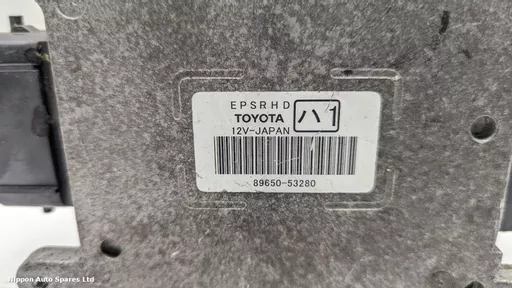 EPSRHD
TOYOTA ハ1
12V-JAPAN
89650-53280
Nippon Auto Spares Ltd